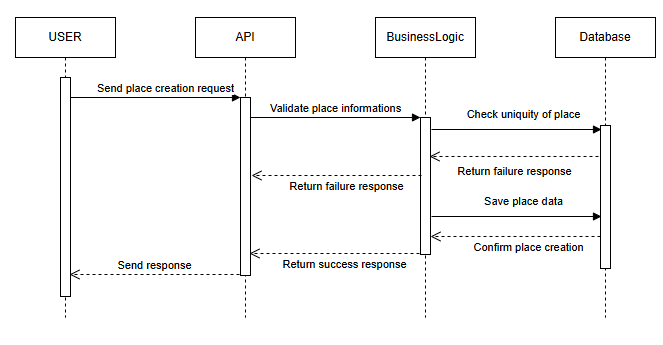 USER
API
BusinessLogic
Database
Send place creation request
Validate place informations
Check uniquity of place
Return failure response
Return failure response
Save place data
Confirm place creation
Return success response
Send response